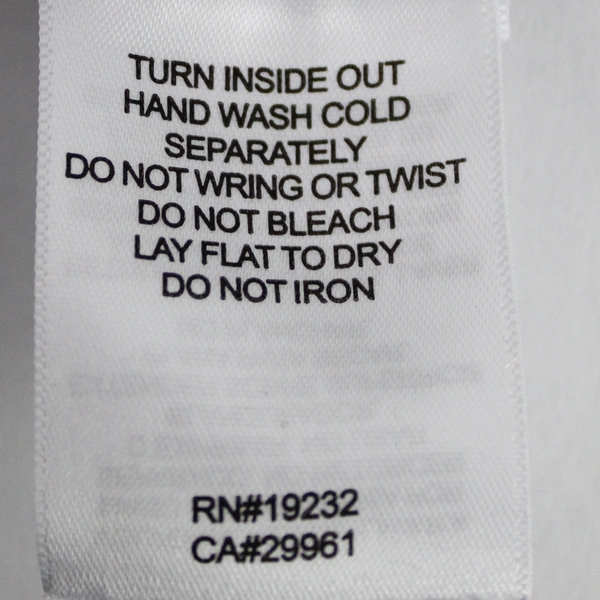 TURN INSIDE OUT
HAND WASH COLD
SEPARATELY
DO NOT WRING OR TWIST
DO NOT BLEACH
LAY FLAT TO DRY
DO NOT IRON
RN#19232
CA#29961